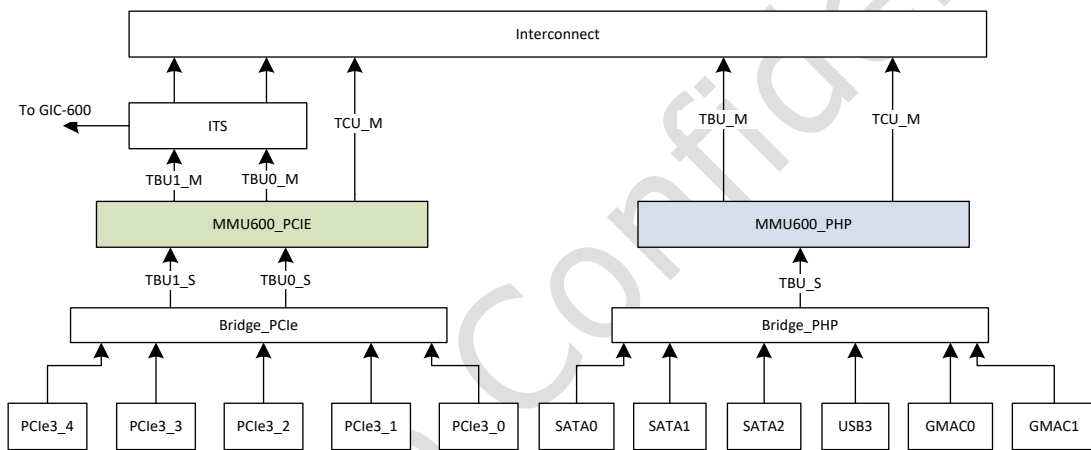 Interconnect
To GIC-600
ITS
TCU_M
TBU_M
TCU_M
TBU1_M
TBU0_M
MMU600_PCIE
MMU600_PHP
TBU1_S
TBU0_S
TBU_S
Bridge_PCIe
Bridge_PHP
PCIe3_4
PCIe3_3
PCIe3_2
PCIe3_1
PCIe3_0
SATA0
SATA1
SATA2
USB3
GMAC0
GMAC1